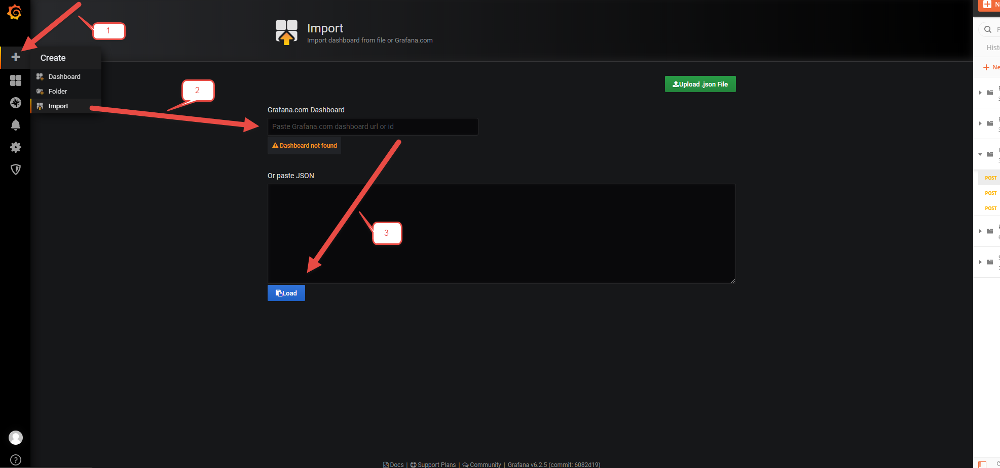 1
Import
Import dashboard from file or Grafana.com
Create
Dashboard
Folder
Import
2
Upload .json File
Grafana.com Dashboard
Paste Grafana.com dashboard url or id
Dashboard not found
Or paste JSON
3
Load
Docs | Support Plans | Community | Grafana v6.2.5 (commit: 6082d19)
?
N
F
Hist
+ Ne
POST
POST
POST